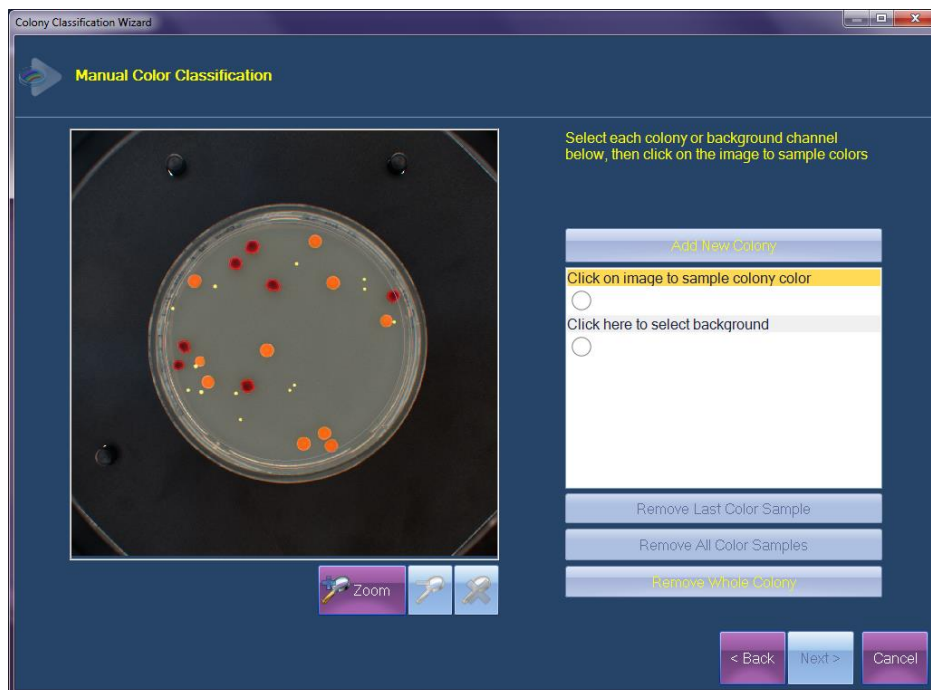 Colony Classification Wizard
Manual Color Classification
Select each colony or background channel
below, then click on the image to sample colors
Add New Colony
Click on image to sample colony color
Click here to select background
Remove Last Color Sample
Remove All Color Samples
Zoom
Remove Whole Colony
< Back
Next >
Cancel